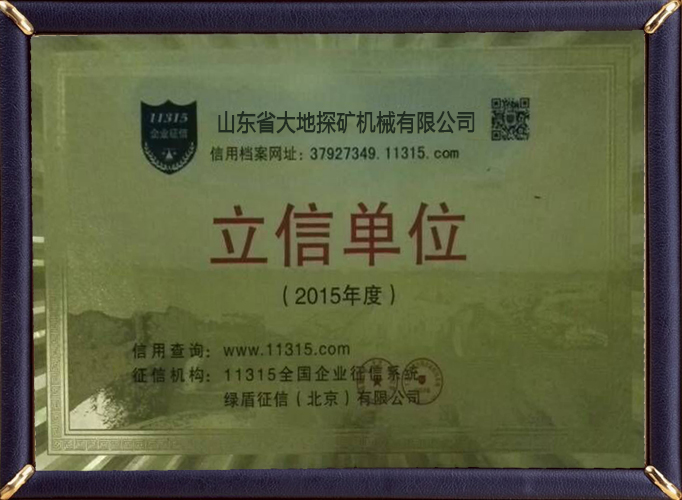 11315
企业征信
山东省大地探矿机械有限公司
信用档案网址：37927349.11315.com
立信单位
（2015年度）
信用查询：www.11315.com
征信机构：11315全国企业征信系统
绿盾征信（北京）有限公司